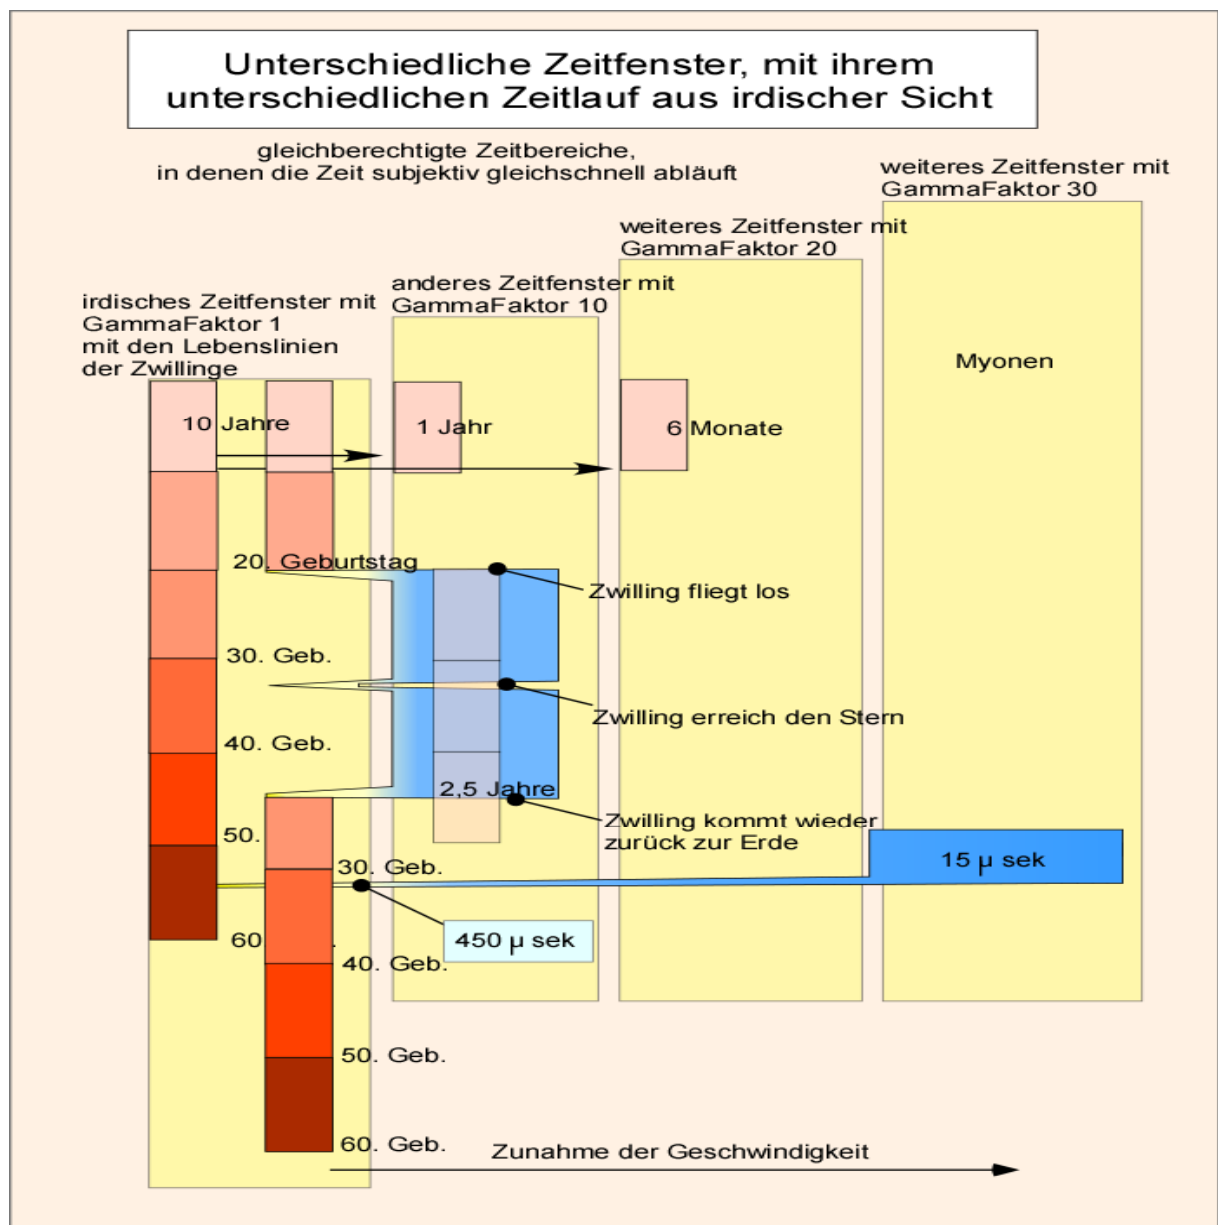 Unterschiedliche Zeitfenster, mit ihrem
unterschiedlichen Zeitlauf aus irdischer Sicht
gleichberechtigte Zeitbereiche,
in denen die Zeit subjektiv gleichschnell abläuft
weiteres Zeitfenster mit
GammaFaktor 30
weiteres Zeitfenster mit
GammaFaktor 20
anderes Zeitfenster mit
GammaFaktor 10
irdisches Zeitfenster mit
GammaFaktor 1
mit den Lebenslinien
der Zwillinge
Myonen
10 Jahre
1 Jahr
6 Monate
20. Geburtstag
Zwilling fliegt los
30. Geb.
Zwilling erreich den Stern
40. Geb.
2,5 Jahre
Zwilling kommt wieder
zurück zur Erde
50.
15 µ sek
30. Geb.
450 µ sek
60.
40. Geb.
50. Geb.
60. Geb.
Zunahme der Geschwindigkeit